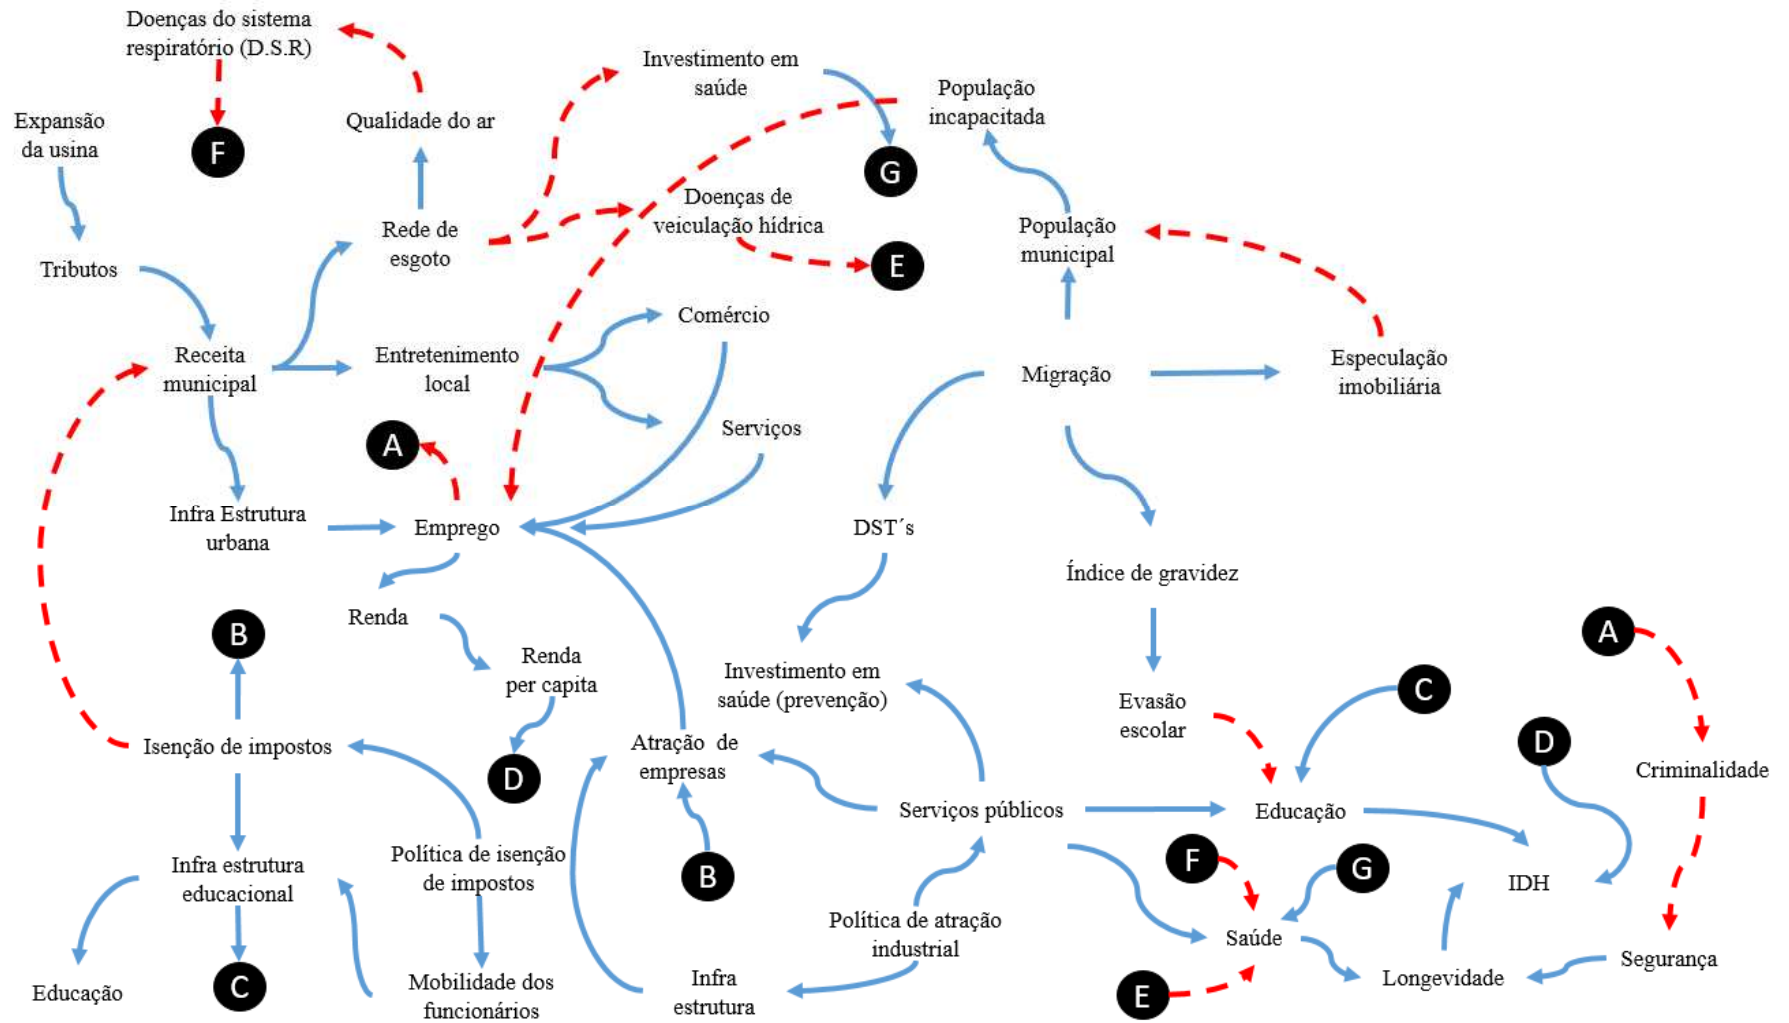 Doenças do sistema
respiratório (D.S.R)
Investimento em
saúde
População
incapacitada
Expansão
da usina
F
Qualidade do ar
G
Doenças de
veiculação hídrica
Rede de
esgoto
População
municipal
E
Tributos
Comércio
Receita
municipal
Entretenimento
local
Migração
Especulação
imobiliária
A
Serviços
Infra Estrutura
urbana
Emprego
DST´s
Índice de gravidez
Renda
B
A
Renda
per capita
Investimento em
saúde (prevenção)
Evasão
escolar
C
Isenção de impostos
D
Atração de
empresas
D
Criminalidade
Serviços públicos
Educação
Infra estrutura
educacional
Política de isenção
de impostos
B
F
G
IDH
Política de atração
industrial
Saúde
Segurança
Educação
C
Mobilidade dos
funcionários
Infra
estrutura
E
Longevidade